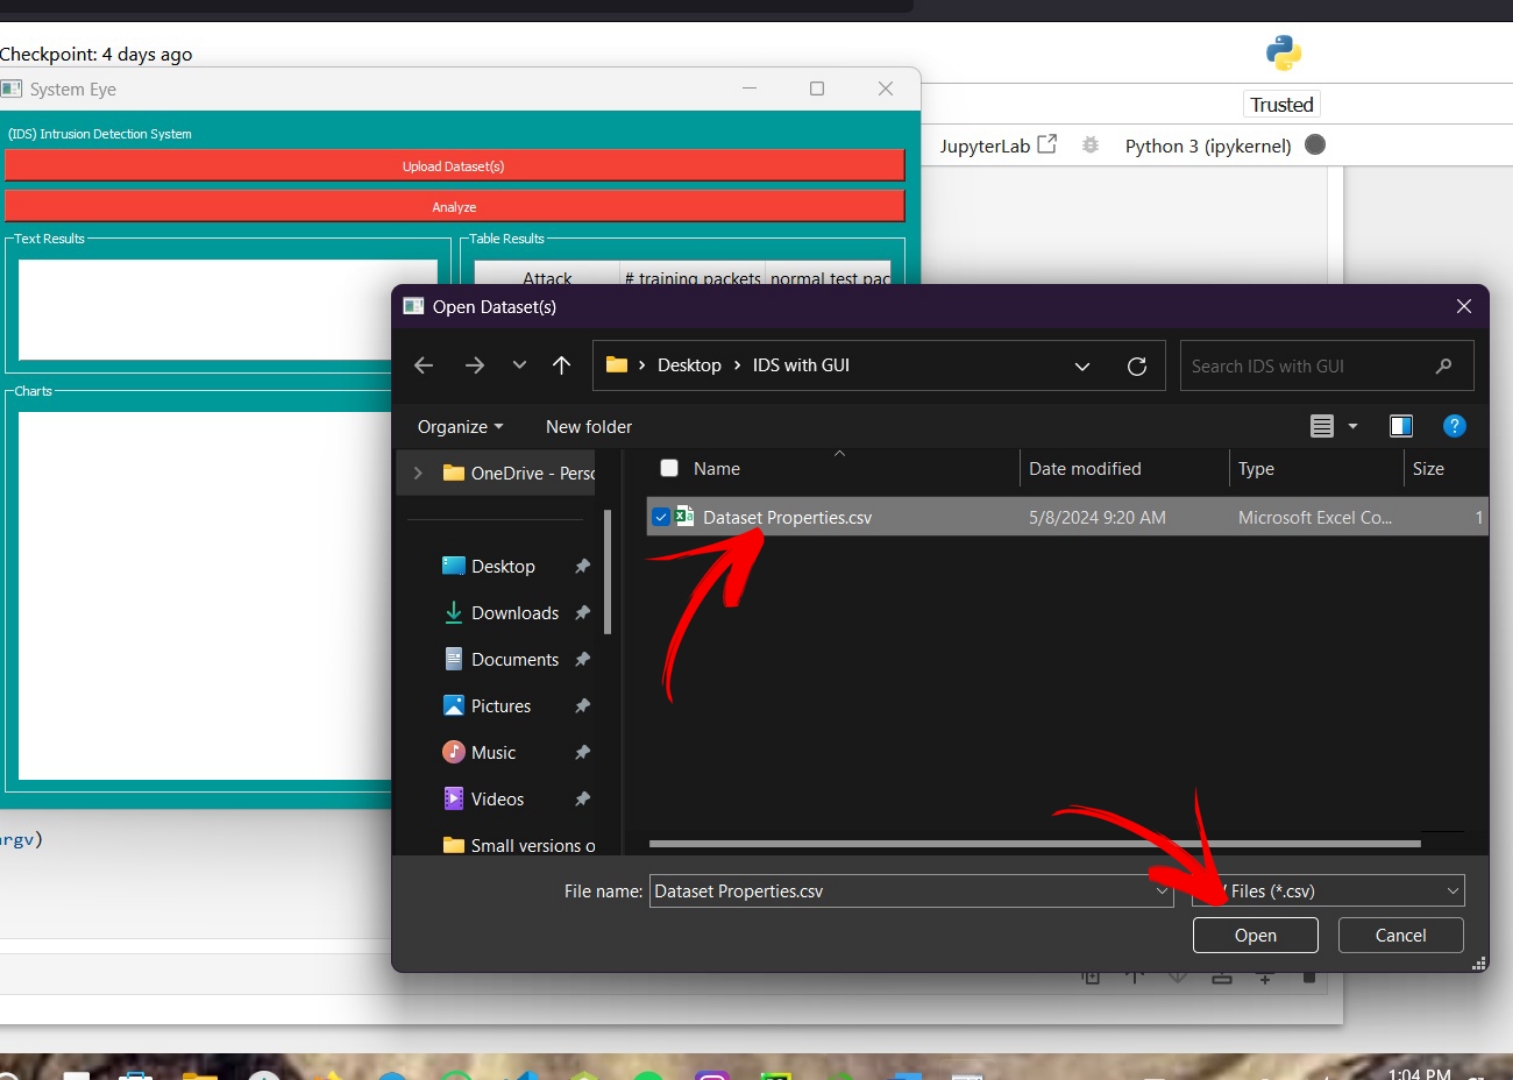 Checkpoint: 4 days ago
System Eye
Trusted
(IDS) Intrusion Detection System
JupyterLab
Python 3 (ipykernel)
Upload Dataset(s)
Analyze
Text Results
Table Results
Attack
# training packets
normal test pac
Open Dataset(s)
Desktop > IDS with GUI
Search IDS with GUI
Charts
Organize
New folder
Name
Date modified
Type
Size
OneDrive - Perso
Dataset Properties.csv
5/8/2024 9:20 AM
Microsoft Excel Co...
1
Desktop
Downloads
Documents
Pictures
Music
Videos
Small versions o
argv)
File name:
Dataset Properties.csv
Files (*.csv)
Open
Cancel
1:04 PM